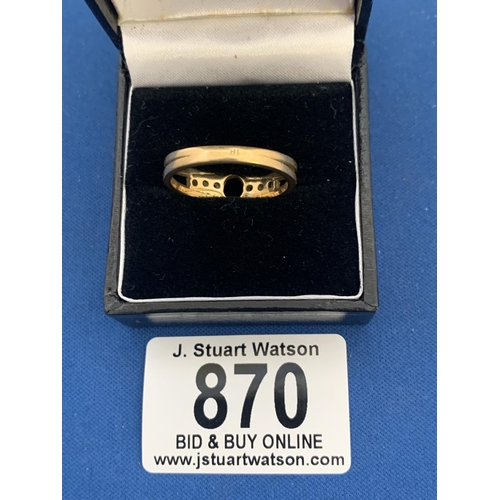 J. Stuart Watson
870
BID & BUY ONLINE
www.jstuartwatson.com